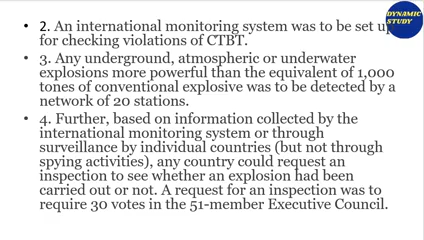 DYNAMIC
STUDY
• 2. An international monitoring system was to be set up
for checking violations of CTBT.
• 3. Any underground, atmospheric or underwater
explosions more powerful than the equivalent of 1,000
tones of conventional explosive was to be detected by a
network of 20 stations.
• 4. Further, based on information collected by the
international monitoring system or through
surveillance by individual countries (but not through
spying activities), any country could request an
inspection to see whether an explosion had been
carried out or not. A request for an inspection was to
require 30 votes in the 51-member Executive Council.